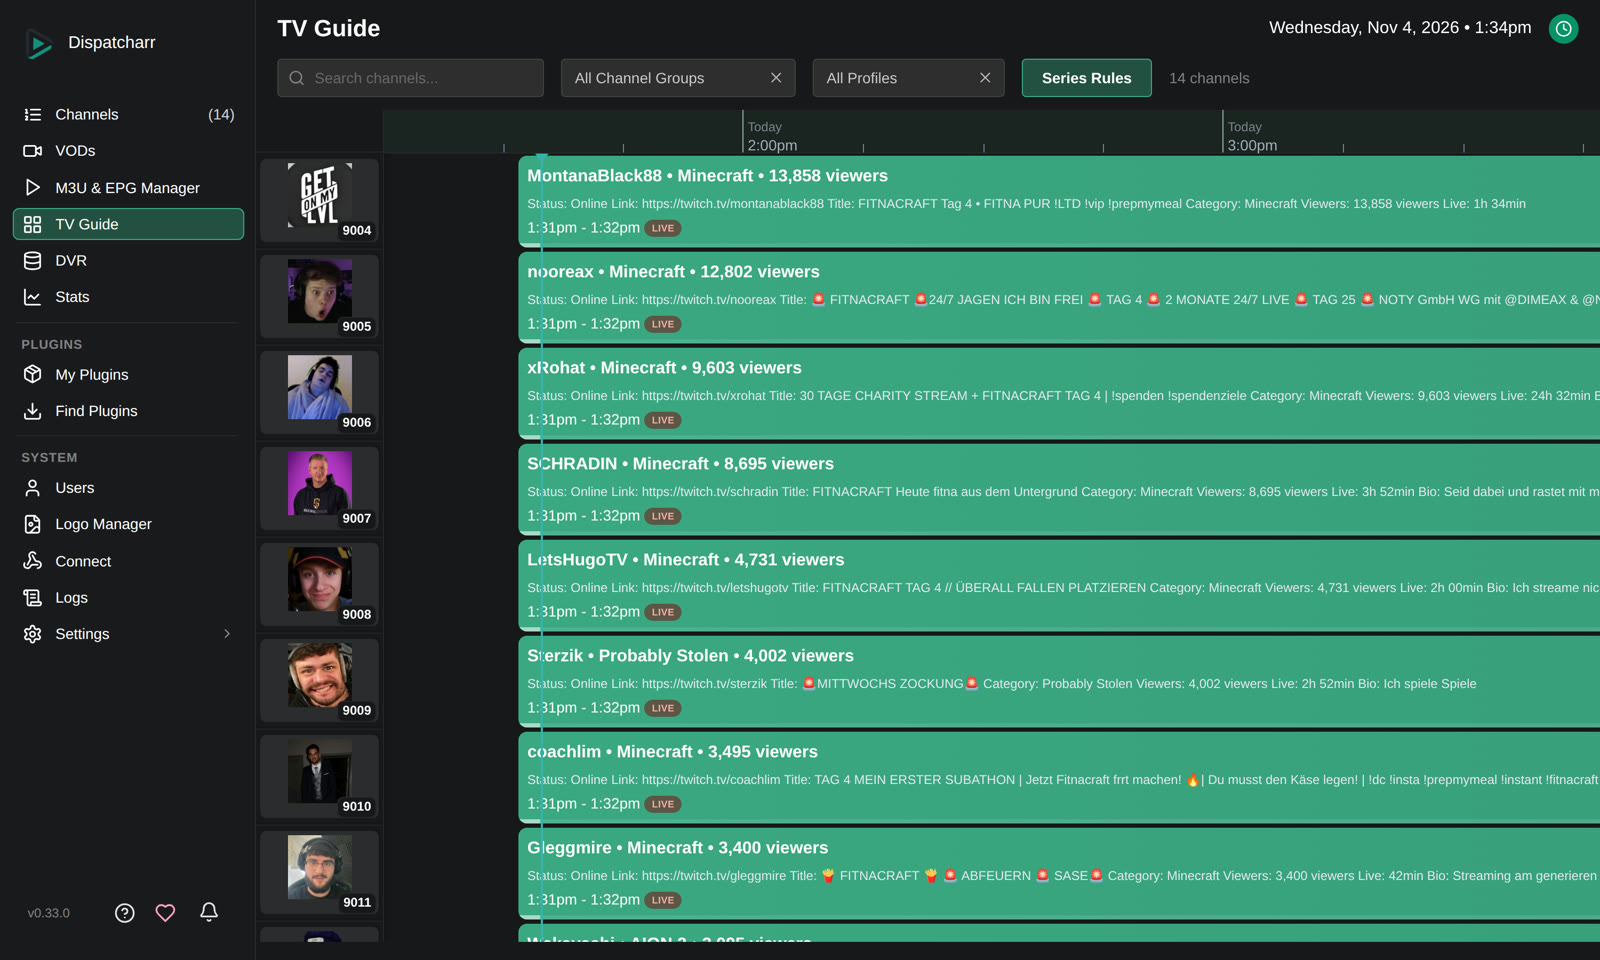 Dispatcharr
Channels (14)
VODs
M3U & EPG Manager
TV Guide
DVR
Stats
PLUGINS
My Plugins
Find Plugins
SYSTEM
Users
Logo Manager
Connect
Logs
Settings
v0.33.0
TV Guide
Wednesday, Nov 4, 2026 • 1:34pm
Search channels...
All Channel Groups
All Profiles
Series Rules
14 channels
Today
2:00pm
Today
3:00pm
GET
ON MY
LVL
9004
MontanaBlack88 • Minecraft • 13,858 viewers
Status: Online Link: https://twitch.tv/montanablack88 Title: FITNACRAFT Tag 4 • FITNA PUR !LTD !vip !prepmymeal Category: Minecraft Viewers: 13,858 viewers Live: 1h 34min
1:31pm - 1:32pm LIVE
9005
nooreax • Minecraft • 12,802 viewers
Status: Online Link: https://twitch.tv/nooreax Title: 🚨 FITNACRAFT 🚨24/7 JAGEN ICH BIN FREI 🚨 TAG 4 🚨 2 MONATE 24/7 LIVE 🚨 TAG 25 🚨 NOTY GmbH WG mit @DIMEAX & @N
1:31pm - 1:32pm LIVE
9006
xRohat • Minecraft • 9,603 viewers
Status: Online Link: https://twitch.tv/xrohat Title: 30 TAGE CHARITY STREAM + FITNACRAFT TAG 4 | !spenden !spendenziele Category: Minecraft Viewers: 9,603 viewers Live: 24h 32min B
1:31pm - 1:32pm LIVE
9007
SCHRADIN • Minecraft • 8,695 viewers
Status: Online Link: https://twitch.tv/schradin Title: FITNACRAFT Heute fitna aus dem Untergrund Category: Minecraft Viewers: 8,695 viewers Live: 3h 52min Bio: Seid dabei und rastet mit m
1:31pm - 1:32pm LIVE
9008
LetsHugoTV • Minecraft • 4,731 viewers
Status: Online Link: https://twitch.tv/letshugotv Title: FITNACRAFT TAG 4 // ÜBERALL FALLEN PLATZIEREN Category: Minecraft Viewers: 4,731 viewers Live: 2h 00min Bio: Ich streame nic
1:31pm - 1:32pm LIVE
9009
Sterzik • Probably Stolen • 4,002 viewers
Status: Online Link: https://twitch.tv/sterzik Title: 🚨MITTWOCHS ZOCKUNG🚨 Category: Probably Stolen Viewers: 4,002 viewers Live: 2h 52min Bio: Ich spiele Spiele
1:31pm - 1:32pm LIVE
9010
coachlim • Minecraft • 3,495 viewers
Status: Online Link: https://twitch.tv/coachlim Title: TAG 4 MEIN ERSTER SUBATHON | Jetzt Fitnacraft frrt machen! 🔥| Du musst den Käse legen! | !dc !insta !prepmymeal !instant !fitnacraft
1:31pm - 1:32pm LIVE
9011
Gleggmire • Minecraft • 3,400 viewers
Status: Online Link: https://twitch.tv/gleggmire Title: 🍟 FITNACRAFT 🍟 🚨 ABFEUERN 🚨 SASE🚨 Category: Minecraft Viewers: 3,400 viewers Live: 42min Bio: Streaming am generieren
1:31pm - 1:32pm LIVE